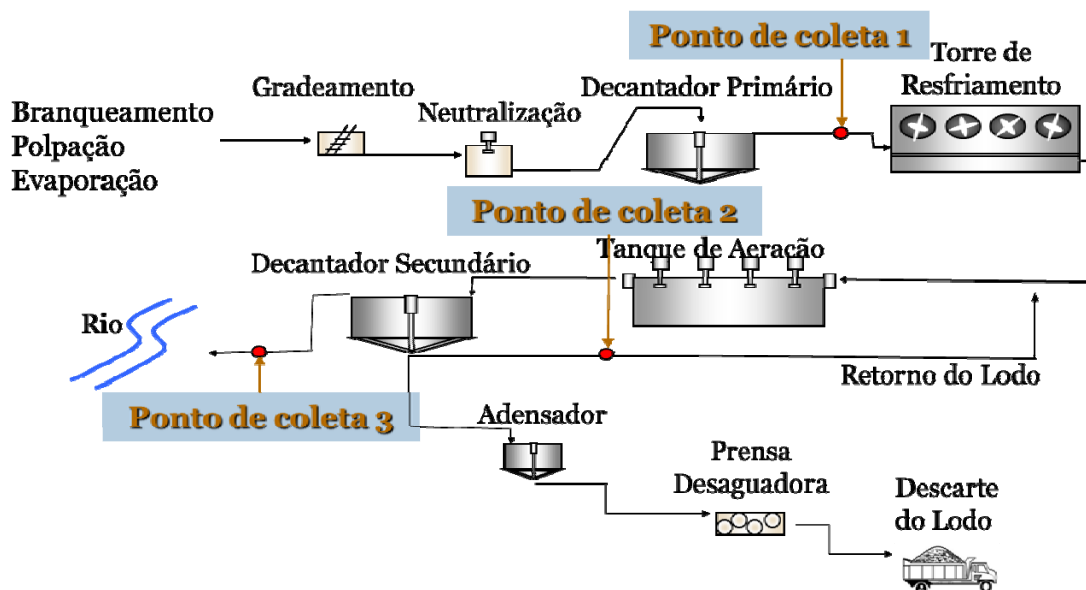 Ponto de coleta 1
Torre de
Resfriamento
Gradeamento
Decantador Primário
Neutralização
Branqueamento
Polpação
Evaporação
Ponto de coleta 2
Tanque de Aeração
Decantador Secundário
Rio
Retorno do Lodo
Ponto de coleta 3
Adensador
Prensa
Desaguadora
Descarte
do Lodo